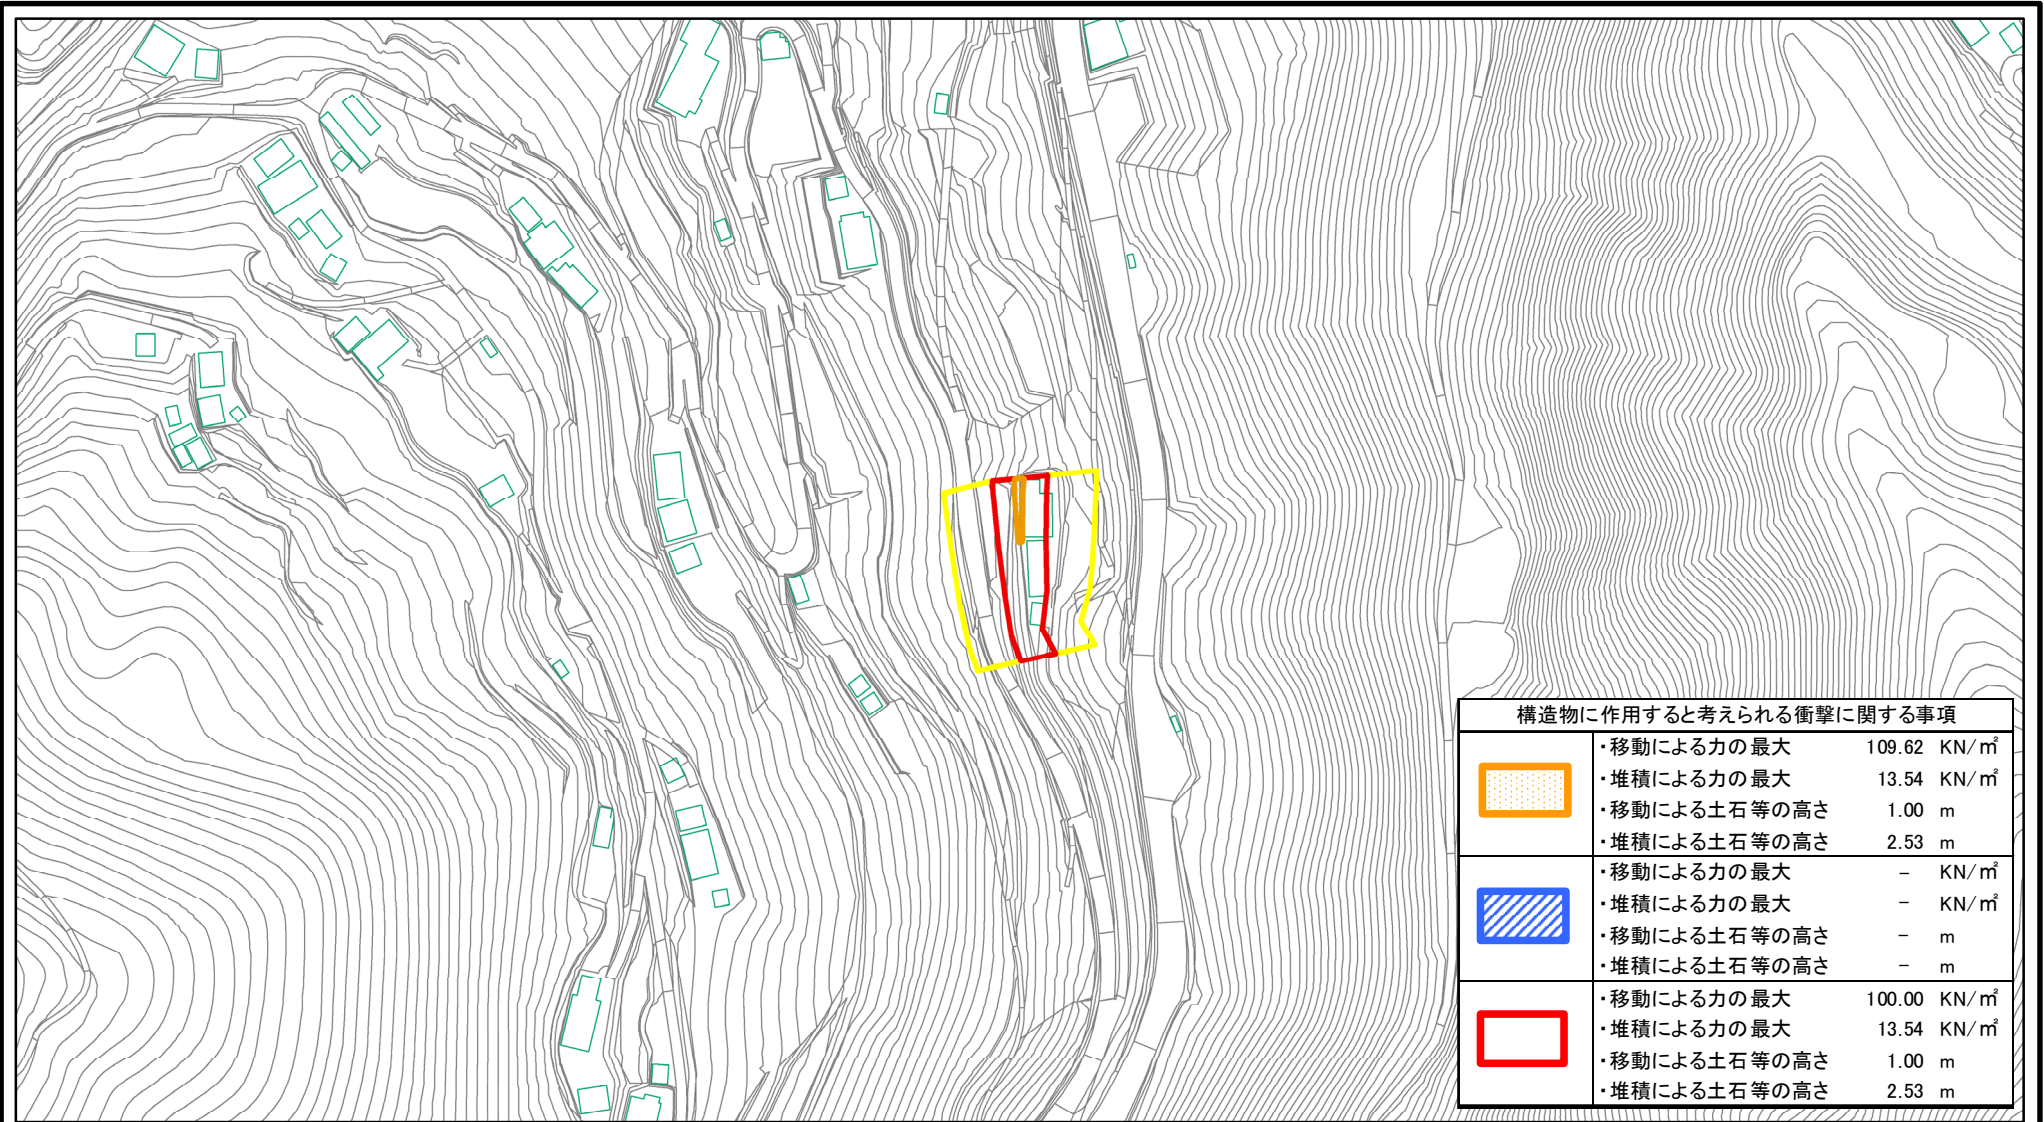 構造物に作用すると考えられる衝撃に関する事項
・移動による力の最大 109.62 KN/㎡
・堆積による力の最大 13.54 KN/㎡
・移動による土石等の高さ 1.00 m
・堆積による土石等の高さ 2.53 m
・移動による力の最大 － KN/㎡
・堆積による力の最大 － KN/㎡
・移動による土石等の高さ － m
・堆積による土石等の高さ － m
・移動による力の最大 100.00 KN/㎡
・堆積による力の最大 13.54 KN/㎡
・移動による土石等の高さ 1.00 m
・堆積による土石等の高さ 2.53 m